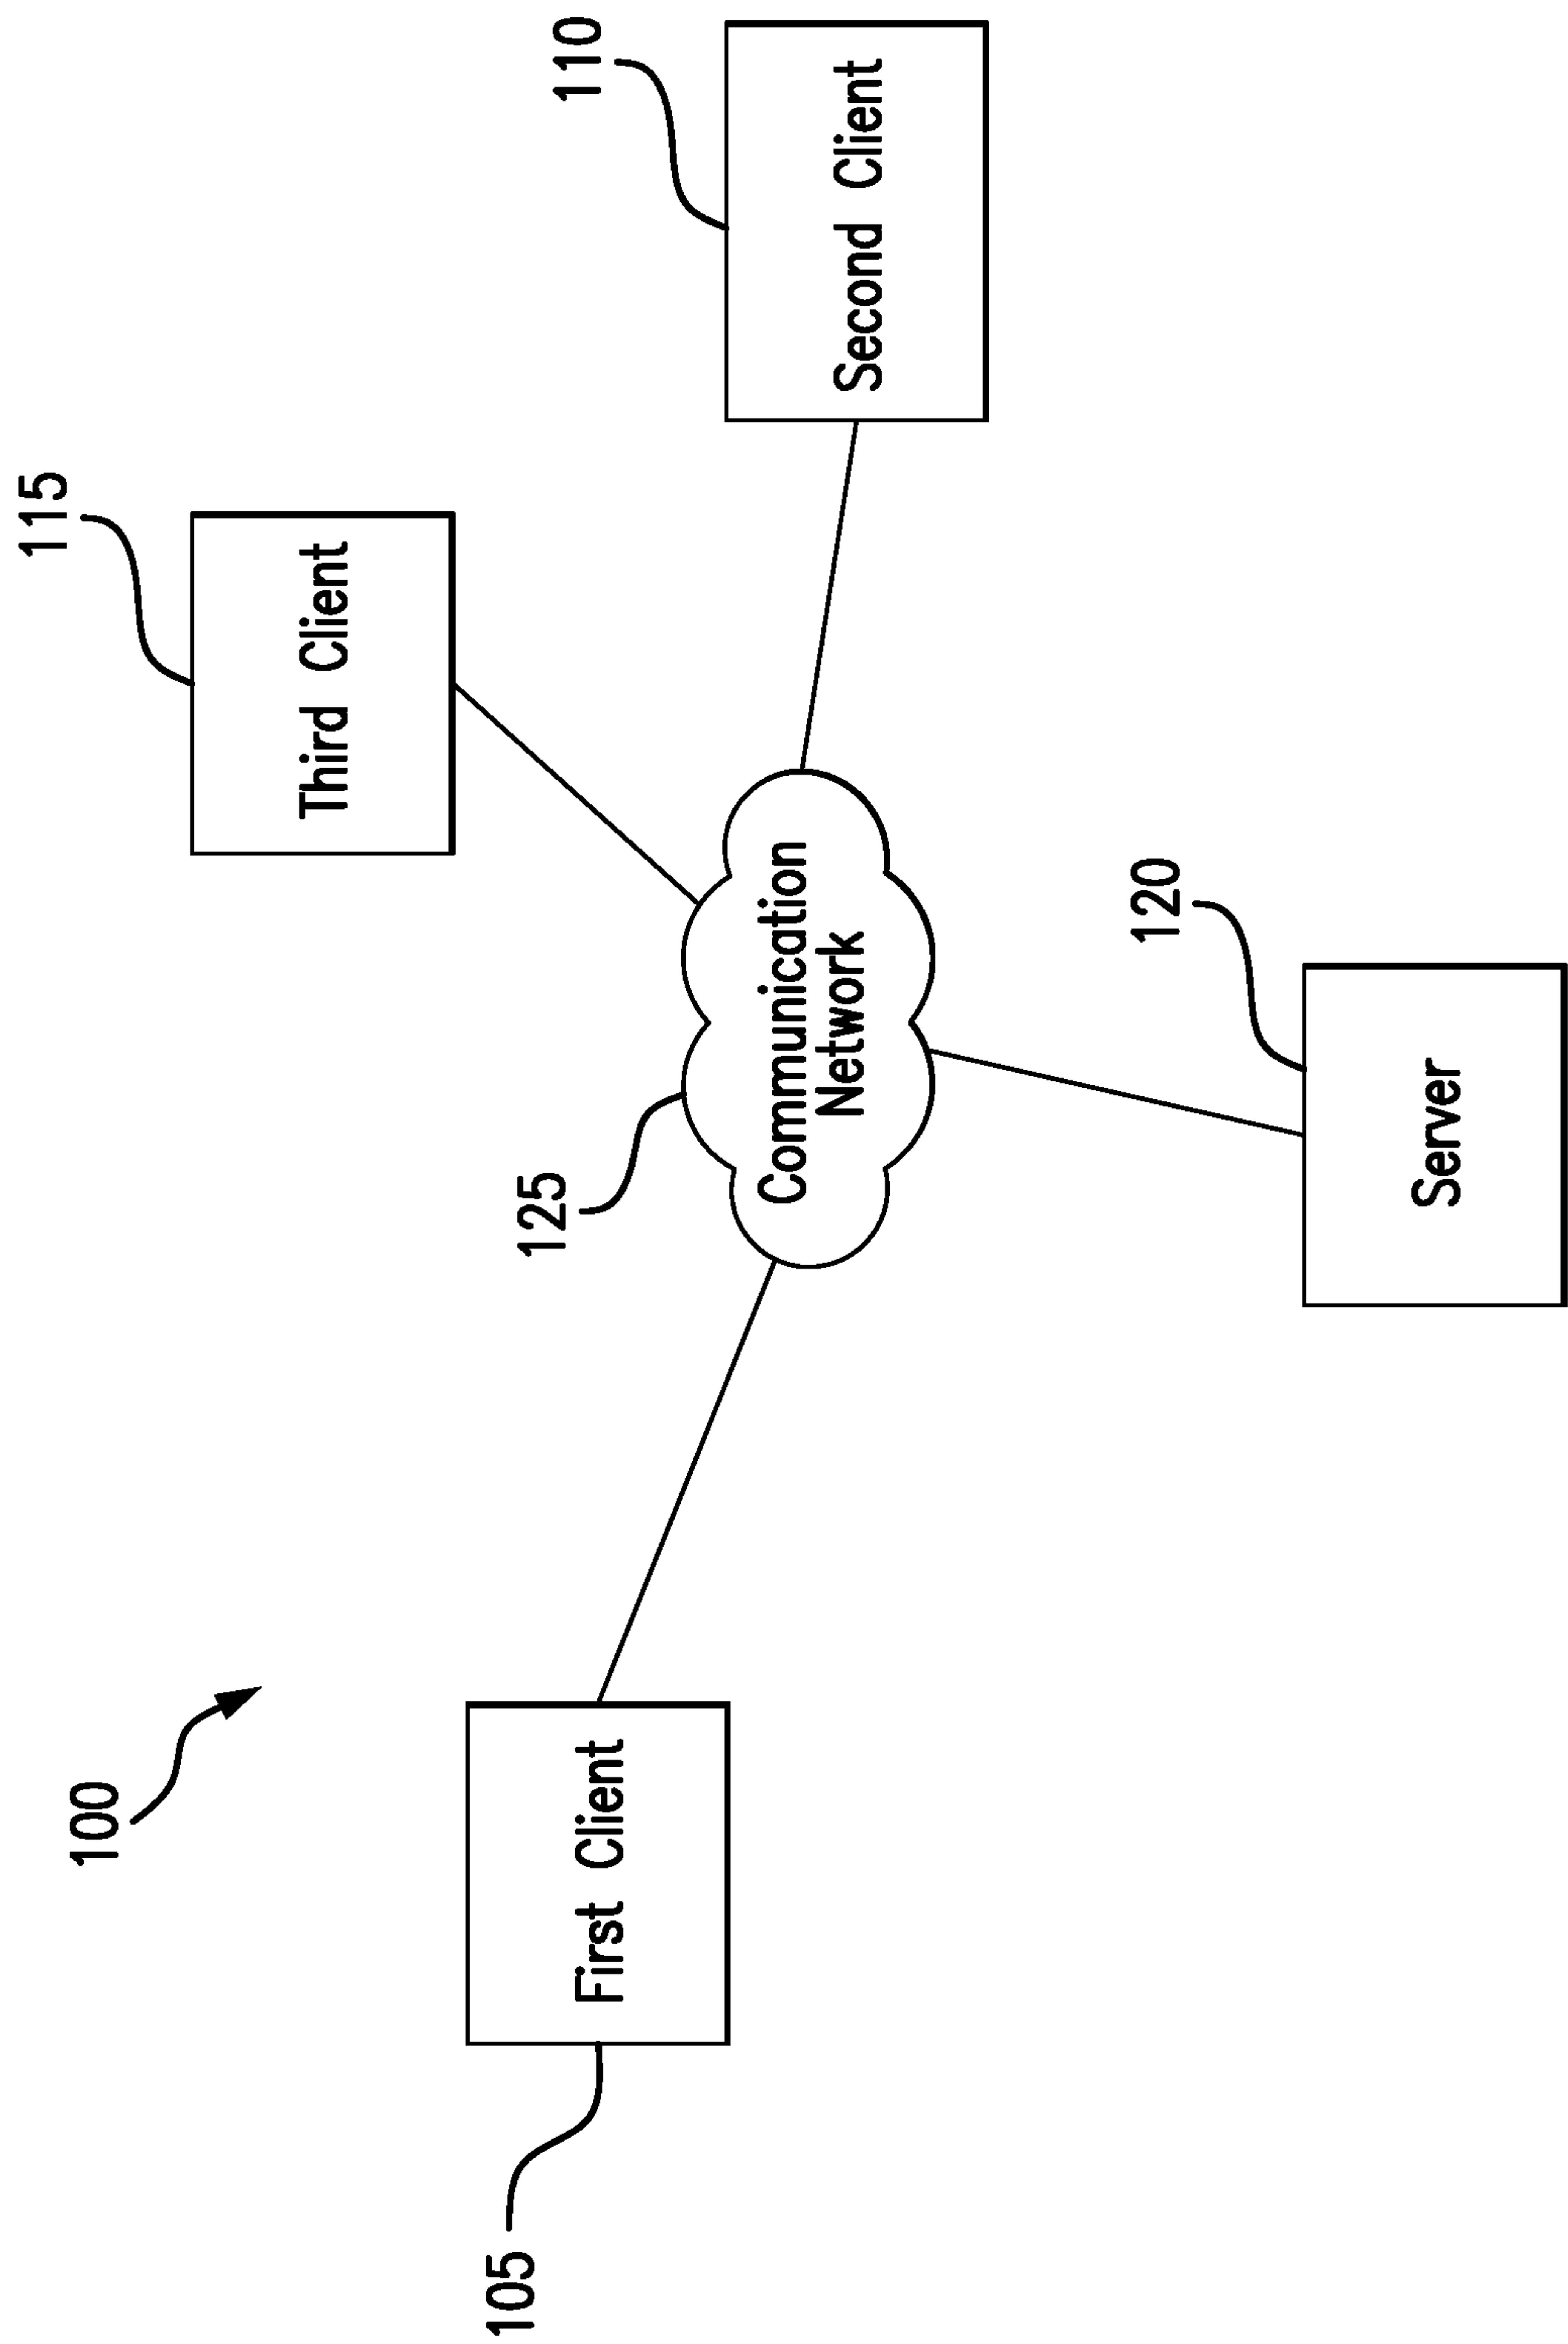 100
115
Third Client
110
Second Client
125
Communication
Network
105
First Client
120
Server